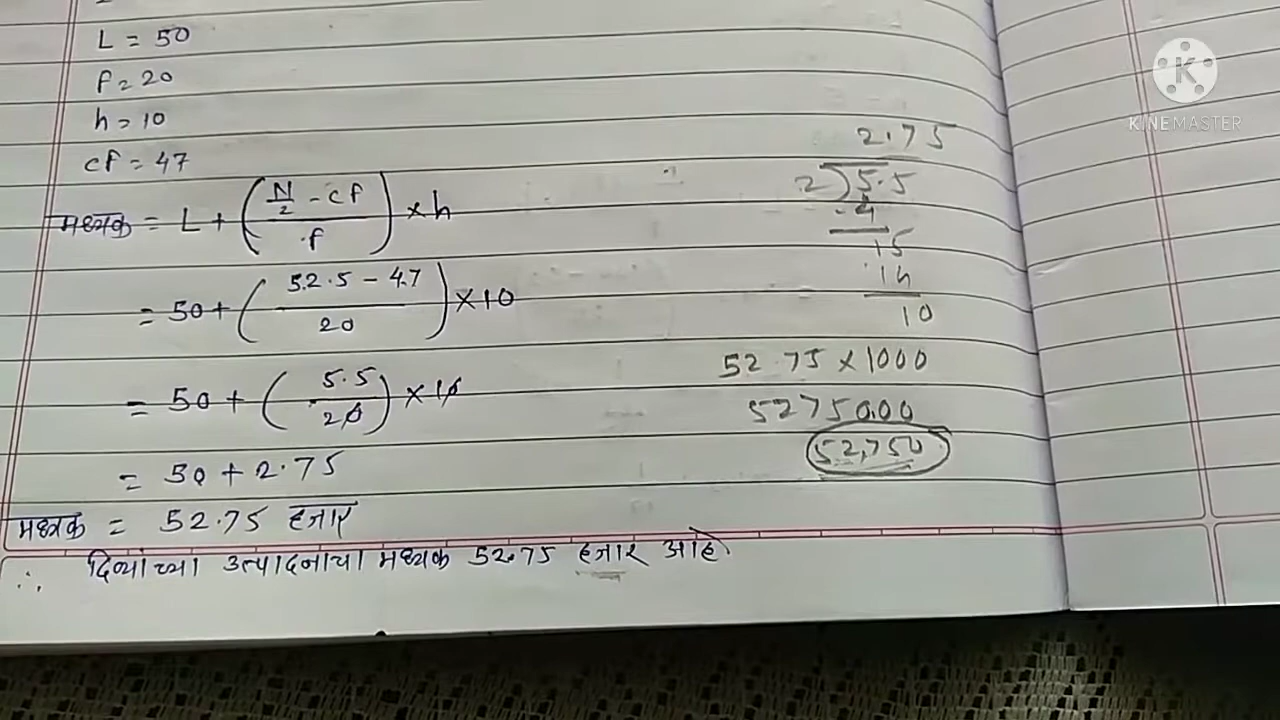 L = 50
f = 20
h = 10
cf = 47
मध्यक = L + (N/2 - cf / f) × h
= 50 + (52.5 - 47 / 20) × 10
= 50 + (5.5 / 20) × 10
= 50 + 2.75
मध्यक = 52.75 हजार
∴ दिव्यांच्या उत्पादनाचा मध्यक 52.75 हजार आहे
KINEMASTER
2.75
2 ) 5.5
- 4
15
14
10
52.75 × 1000
52750.00
52,750